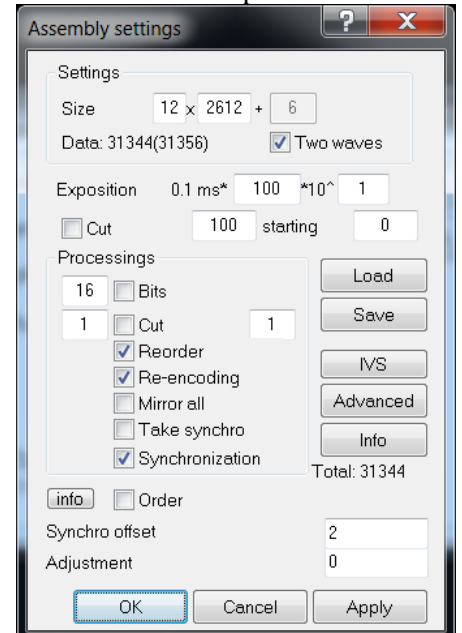 Assembly settings ? X
Settings
Size 12 x 2612 + 6
Data: 31344(31356) Two waves
Exposition 0.1 ms* 100 *10^ 1
Cut 100 starting 0
Processings
Load
16 Bits
Save
1 Cut 1
Reorder
IVS
Re-encoding
Advanced
Mirror all
Take synchro
Info
Synchronization
Total: 31344
info Order
Synchro offset 2
Adjustment 0
OK Cancel Apply